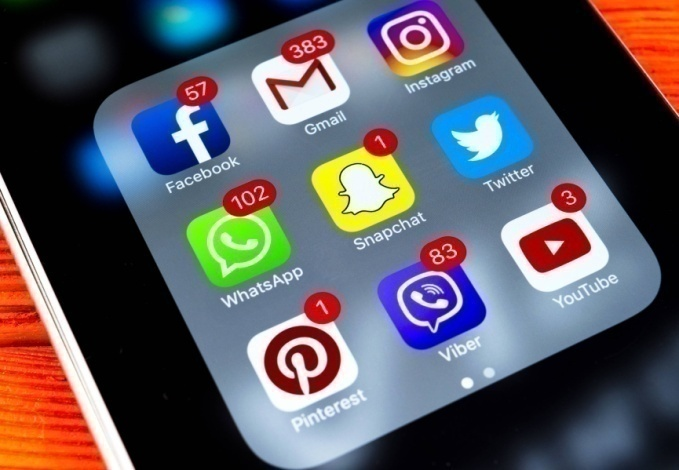 57
383
Facebook
Gmail
Instagram
102
1
WhatsApp
Snapchat
Twitter
1
83
3
Pinterest
Viber
YouTube